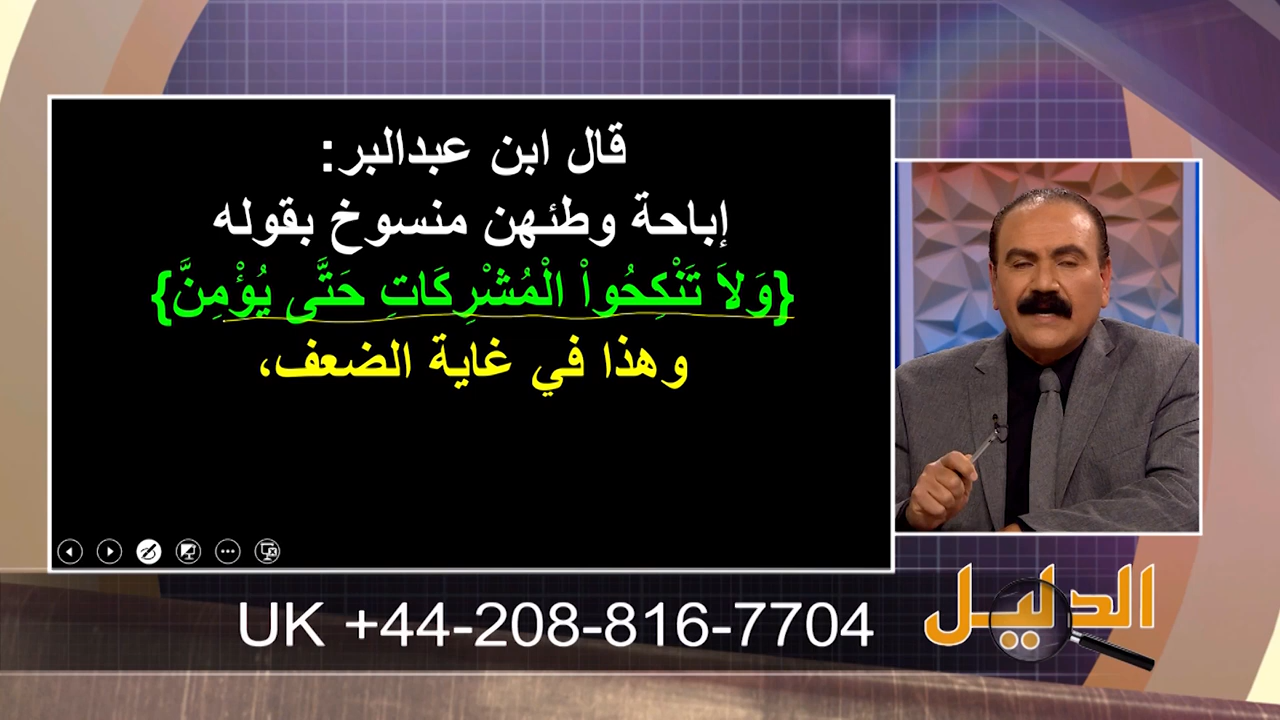 قال ابن عبدالبر:
إباحة وطئهن منسوخ بقوله
{وَلاَ تَنْكِحُواْ الْمُشْرِكَاتِ حَتَّى يُؤْمِنَّ}
وهذا في غاية الضعف،
UK +44-208-816-7704
الدليل